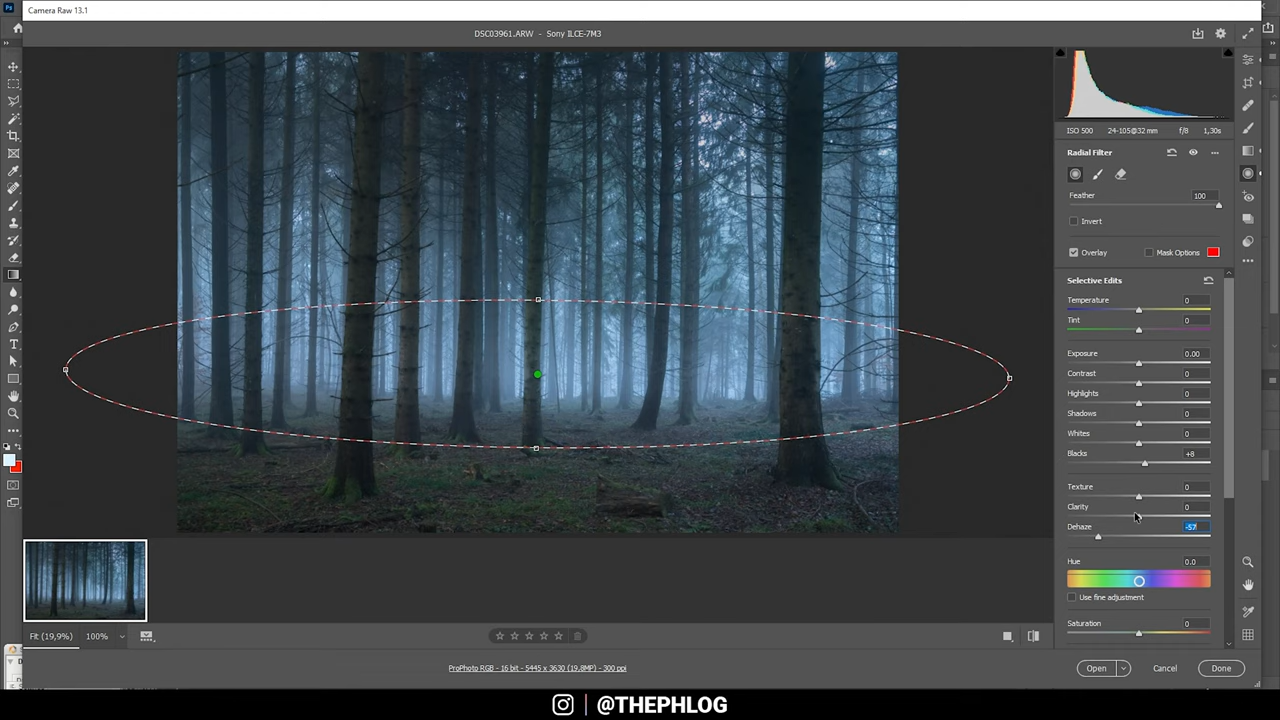 Camera Raw 13.1
DSC03961.ARW - Sony ILCE-7M3
ISO 500 24-105@32 mm f/8 1,30s
Radial Filter
Feather 100
Invert
Overlay Mask Options
Selective Edits
Temperature 0
Tint 0
Exposure 0.00
Contrast 0
Highlights 0
Shadows 0
Whites 0
Blacks +8
Texture 0
Clarity 0
Dehaze -57
Hue 0.0
Use fine adjustment
Saturation 0
Fit (19,9%) 100%
ProPhoto RGB - 16 bit - 5445 x 3630 (19,8MP) - 300 ppi
Open Cancel Done
@THEPHLOG
Ps
T
D